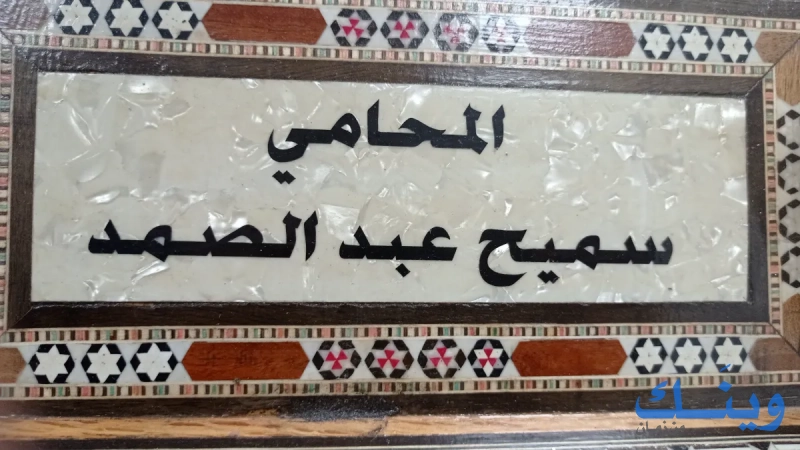 المحامي
سميح عبد الصمد
وينك